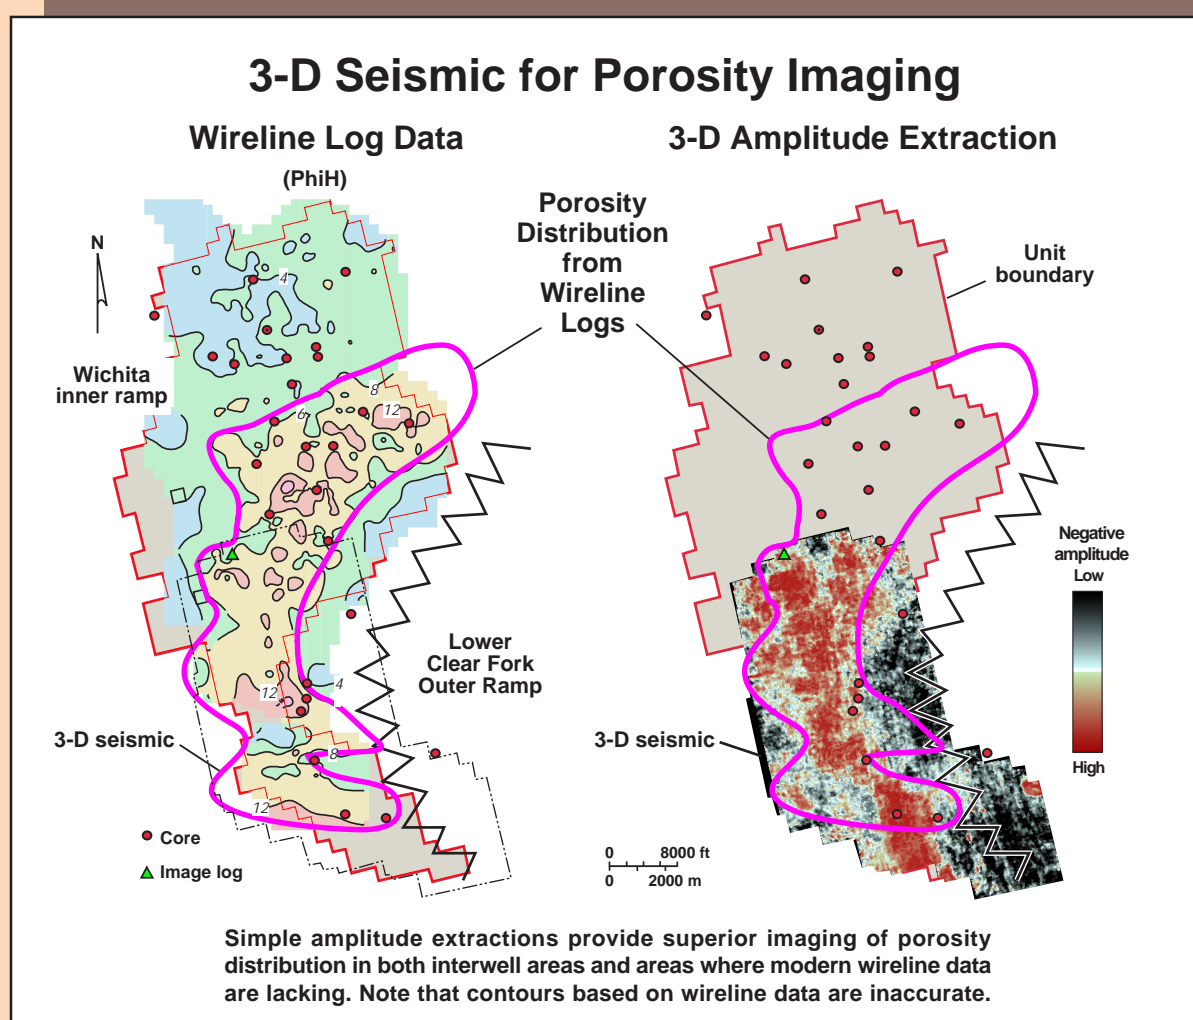 3-D Seismic for Porosity Imaging
Wireline Log Data
(PhiH)
3-D Amplitude Extraction
Porosity
Distribution
from
Wireline
Logs
N
4
Unit
boundary
Wichita
inner ramp
8
6
12
Negative
amplitude
Low
High
Lower
Clear Fork
Outer Ramp
12
4
3-D seismic
8
12
3-D seismic
Core
Image log
0 8000 ft
0 2000 m
Simple amplitude extractions provide superior imaging of porosity
distribution in both interwell areas and areas where modern wireline data
are lacking. Note that contours based on wireline data are inaccurate.